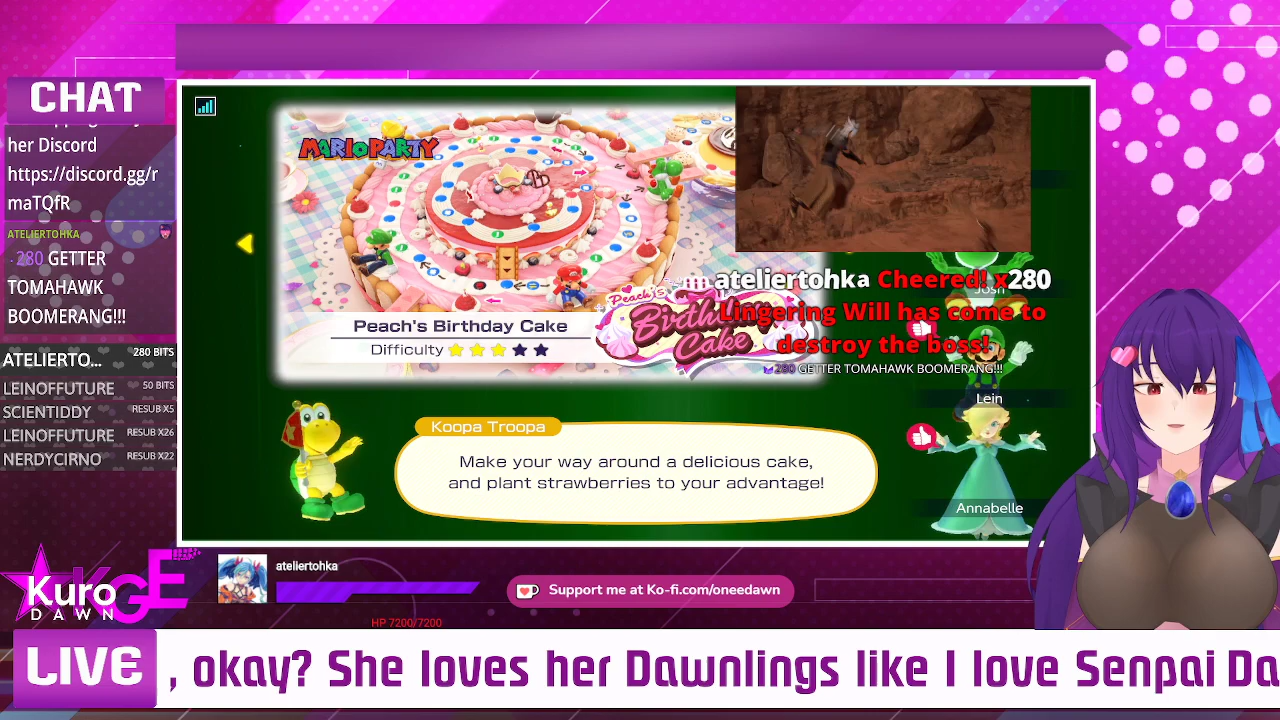 CHAT
her Discord
https://discord.gg/r
maTQfR
ATELIERTOHKA
280 GETTER
TOMAHAWK
BOOMERANG!!!
ATELIERTO... 280 BITS
LEINOFFUTURE 50 BITS
SCIENTIDDY RESUB X5
LEINOFFUTURE RESUB X26
NERDYCIRNO RESUB X22
MARIOPARTY
Peach's Birthday Cake
Difficulty
Peach's
Birthday
Cake
ateliertohka Cheered! x280
Lingering Will has come to
destroy the boss!
280 GETTER TOMAHAWK BOOMERANG!!!
Josh
Lein
Annabelle
Koopa Troopa
Make your way around a delicious cake,
and plant strawberries to your advantage!
Kuro
DAWN
KGE
ateliertohka
HP 7200/7200
Support me at Ko-fi.com/oneedawn
LIVE
, okay? She loves her Dawnlings like I love Senpai Da